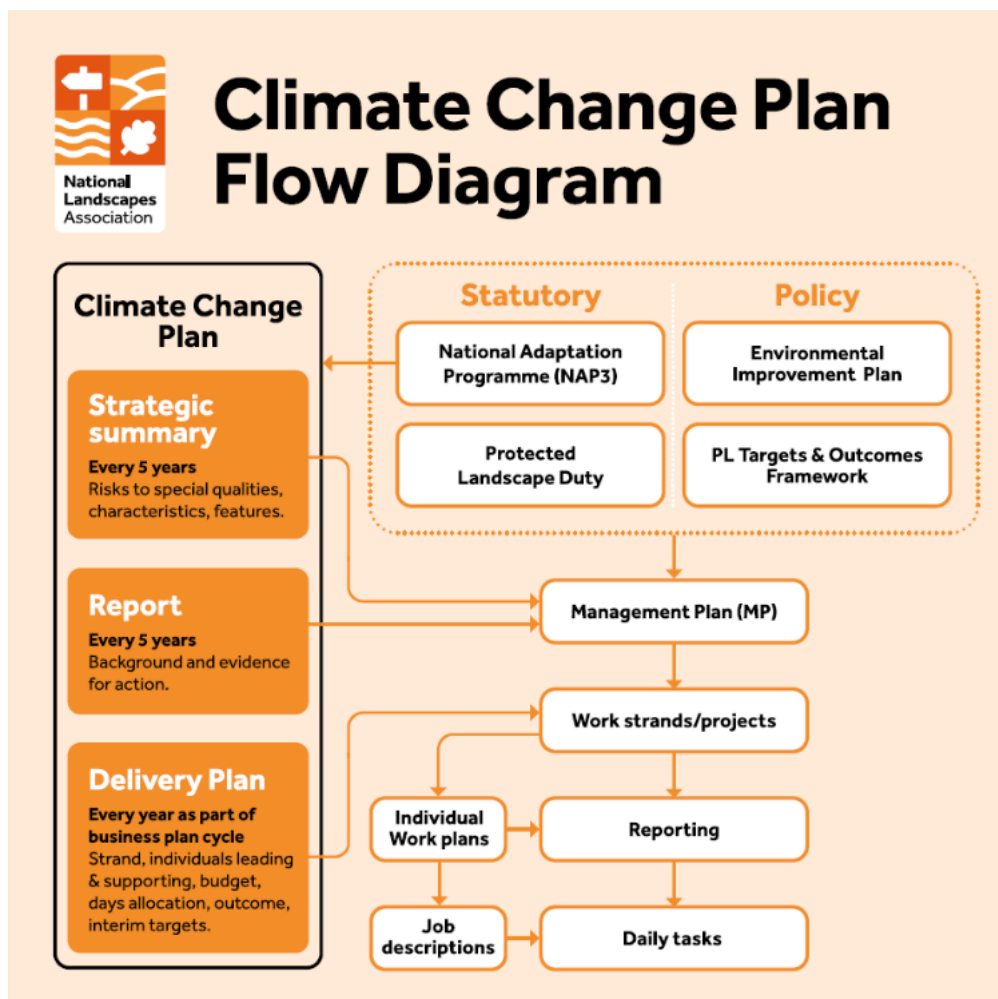 National
Landscapes
Association
Climate Change Plan
Flow Diagram
Climate Change
Plan
Strategic
summary
Every 5 years
Risks to special qualities,
characteristics, features.
Report
Every 5 years
Background and evidence
for action.
Delivery Plan
Every year as part of
business plan cycle
Strand, individuals leading
& supporting, budget,
days allocation, outcome,
interim targets.
Statutory
Policy
National Adaptation
Programme (NAP3)
Environmental
Improvement Plan
Protected
Landscape Duty
PL Targets & Outcomes
Framework
Management Plan (MP)
Work strands/projects
Individual
Work plans
Reporting
Job
descriptions
Daily tasks